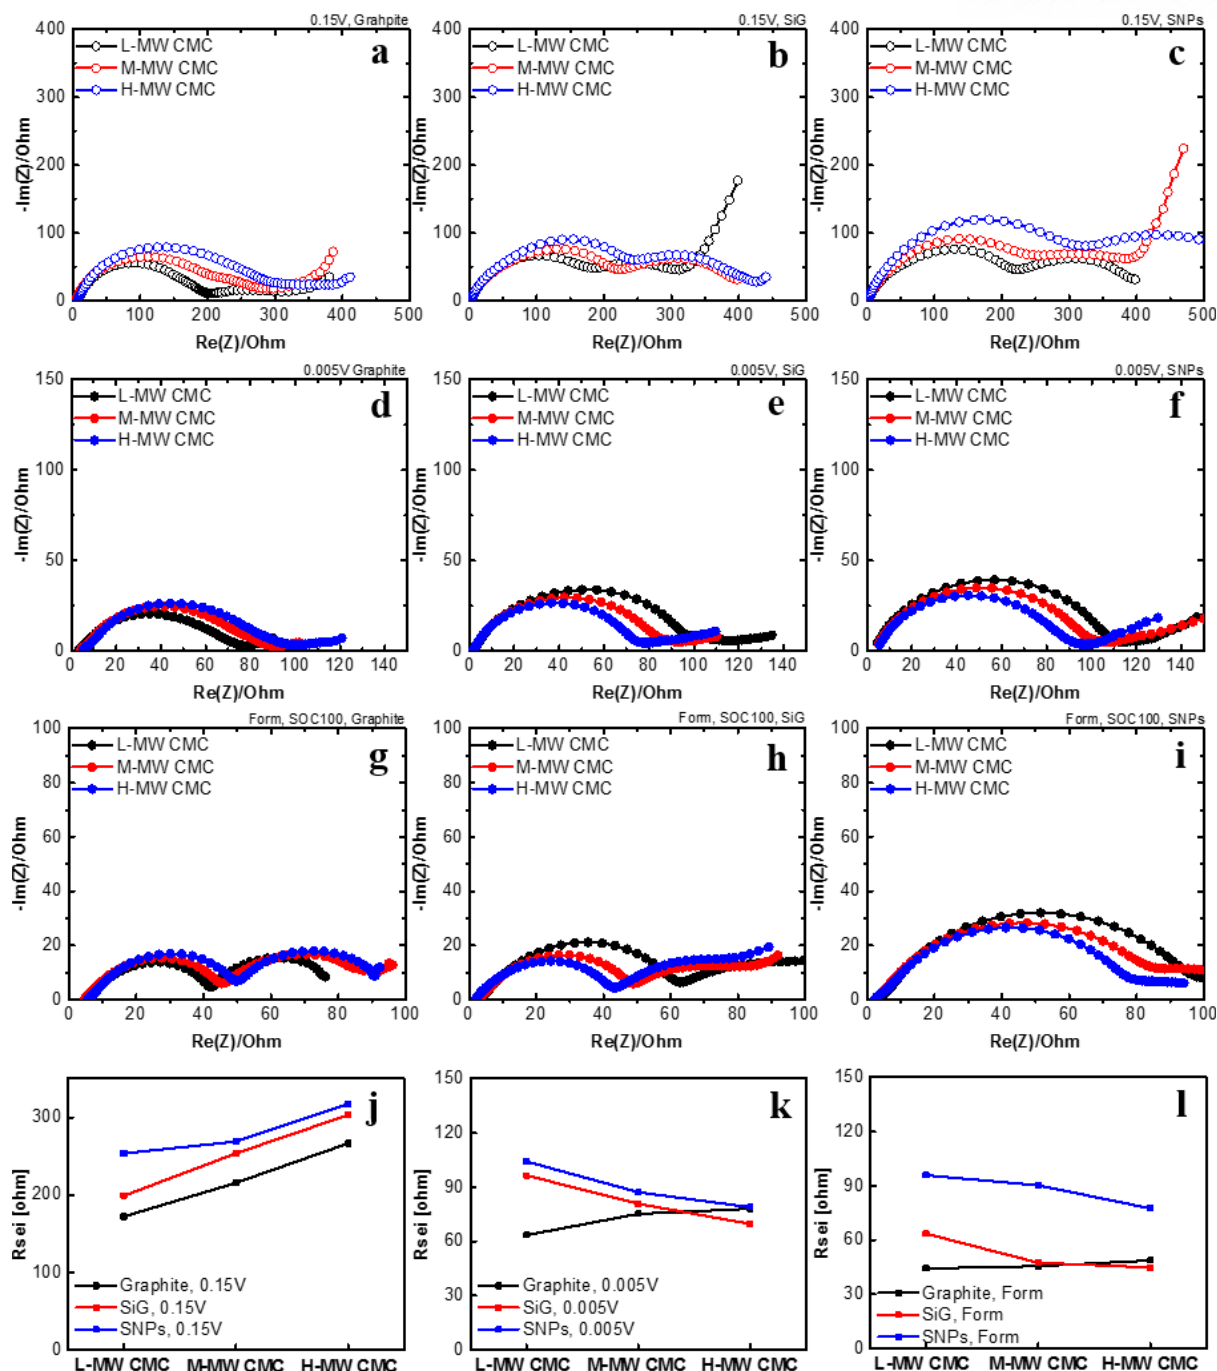 0.15V, Grahpite
400
L-MW CMC
M-MW CMC
H-MW CMC
a
300
200
100
0
-Im(Z)/Ohm
0 100 200 300 400 500
Re(Z)/Ohm
0.15V, SiG
400
L-MW CMC
M-MW CMC
H-MW CMC
b
300
200
100
0
-Im(Z)/Ohm
0 100 200 300 400 500
Re(Z)/Ohm
0.15V, SNPs
400
L-MW CMC
M-MW CMC
H-MW CMC
c
300
200
100
0
-Im(Z)/Ohm
0 100 200 300 400 500
Re(Z)/Ohm
0.005V Graphite
150
L-MW CMC
M-MW CMC
H-MW CMC
d
100
50
0
-Im(Z)/Ohm
0 20 40 60 80 100 120 140
Re(Z)/Ohm
0.005V, SiG
150
L-MW CMC
M-MW CMC
H-MW CMC
e
100
50
0
-Im(Z)/Ohm
0 20 40 60 80 100 120 140
Re(Z)/Ohm
0.005V, SNPs
150
L-MW CMC
M-MW CMC
H-MW CMC
f
100
50
0
-Im(Z)/Ohm
0 20 40 60 80 100 120 140
Re(Z)/Ohm
Form, SOC100, Graphite
100
L-MW CMC
M-MW CMC
H-MW CMC
g
80
60
40
20
0
-Im(Z)/Ohm
0 20 40 60 80 100
Re(Z)/Ohm
Form, SOC100, SiG
100
L-MW CMC
M-MW CMC
H-MW CMC
h
80
60
40
20
0
-Im(Z)/Ohm
0 20 40 60 80 100
Re(Z)/Ohm
Form, SOC100, SNPs
100
L-MW CMC
M-MW CMC
H-MW CMC
i
80
60
40
20
0
-Im(Z)/Ohm
0 20 40 60 80 100
Re(Z)/Ohm
j
300
200
100
0
Rsei [ohm]
Graphite, 0.15V
SiG, 0.15V
SNPs, 0.15V
L-MW CMC M-MW CMC H-MW CMC
150
k
120
90
60
30
0
Rsei [ohm]
Graphite, 0.005V
SiG, 0.005V
SNPs, 0.005V
L-MW CMC M-MW CMC H-MW CMC
150
l
120
90
60
30
0
Rsei [ohm]
Graphite, Form
SiG, Form
SNPs, Form
L-MW CMC M-MW CMC H-MW CMC